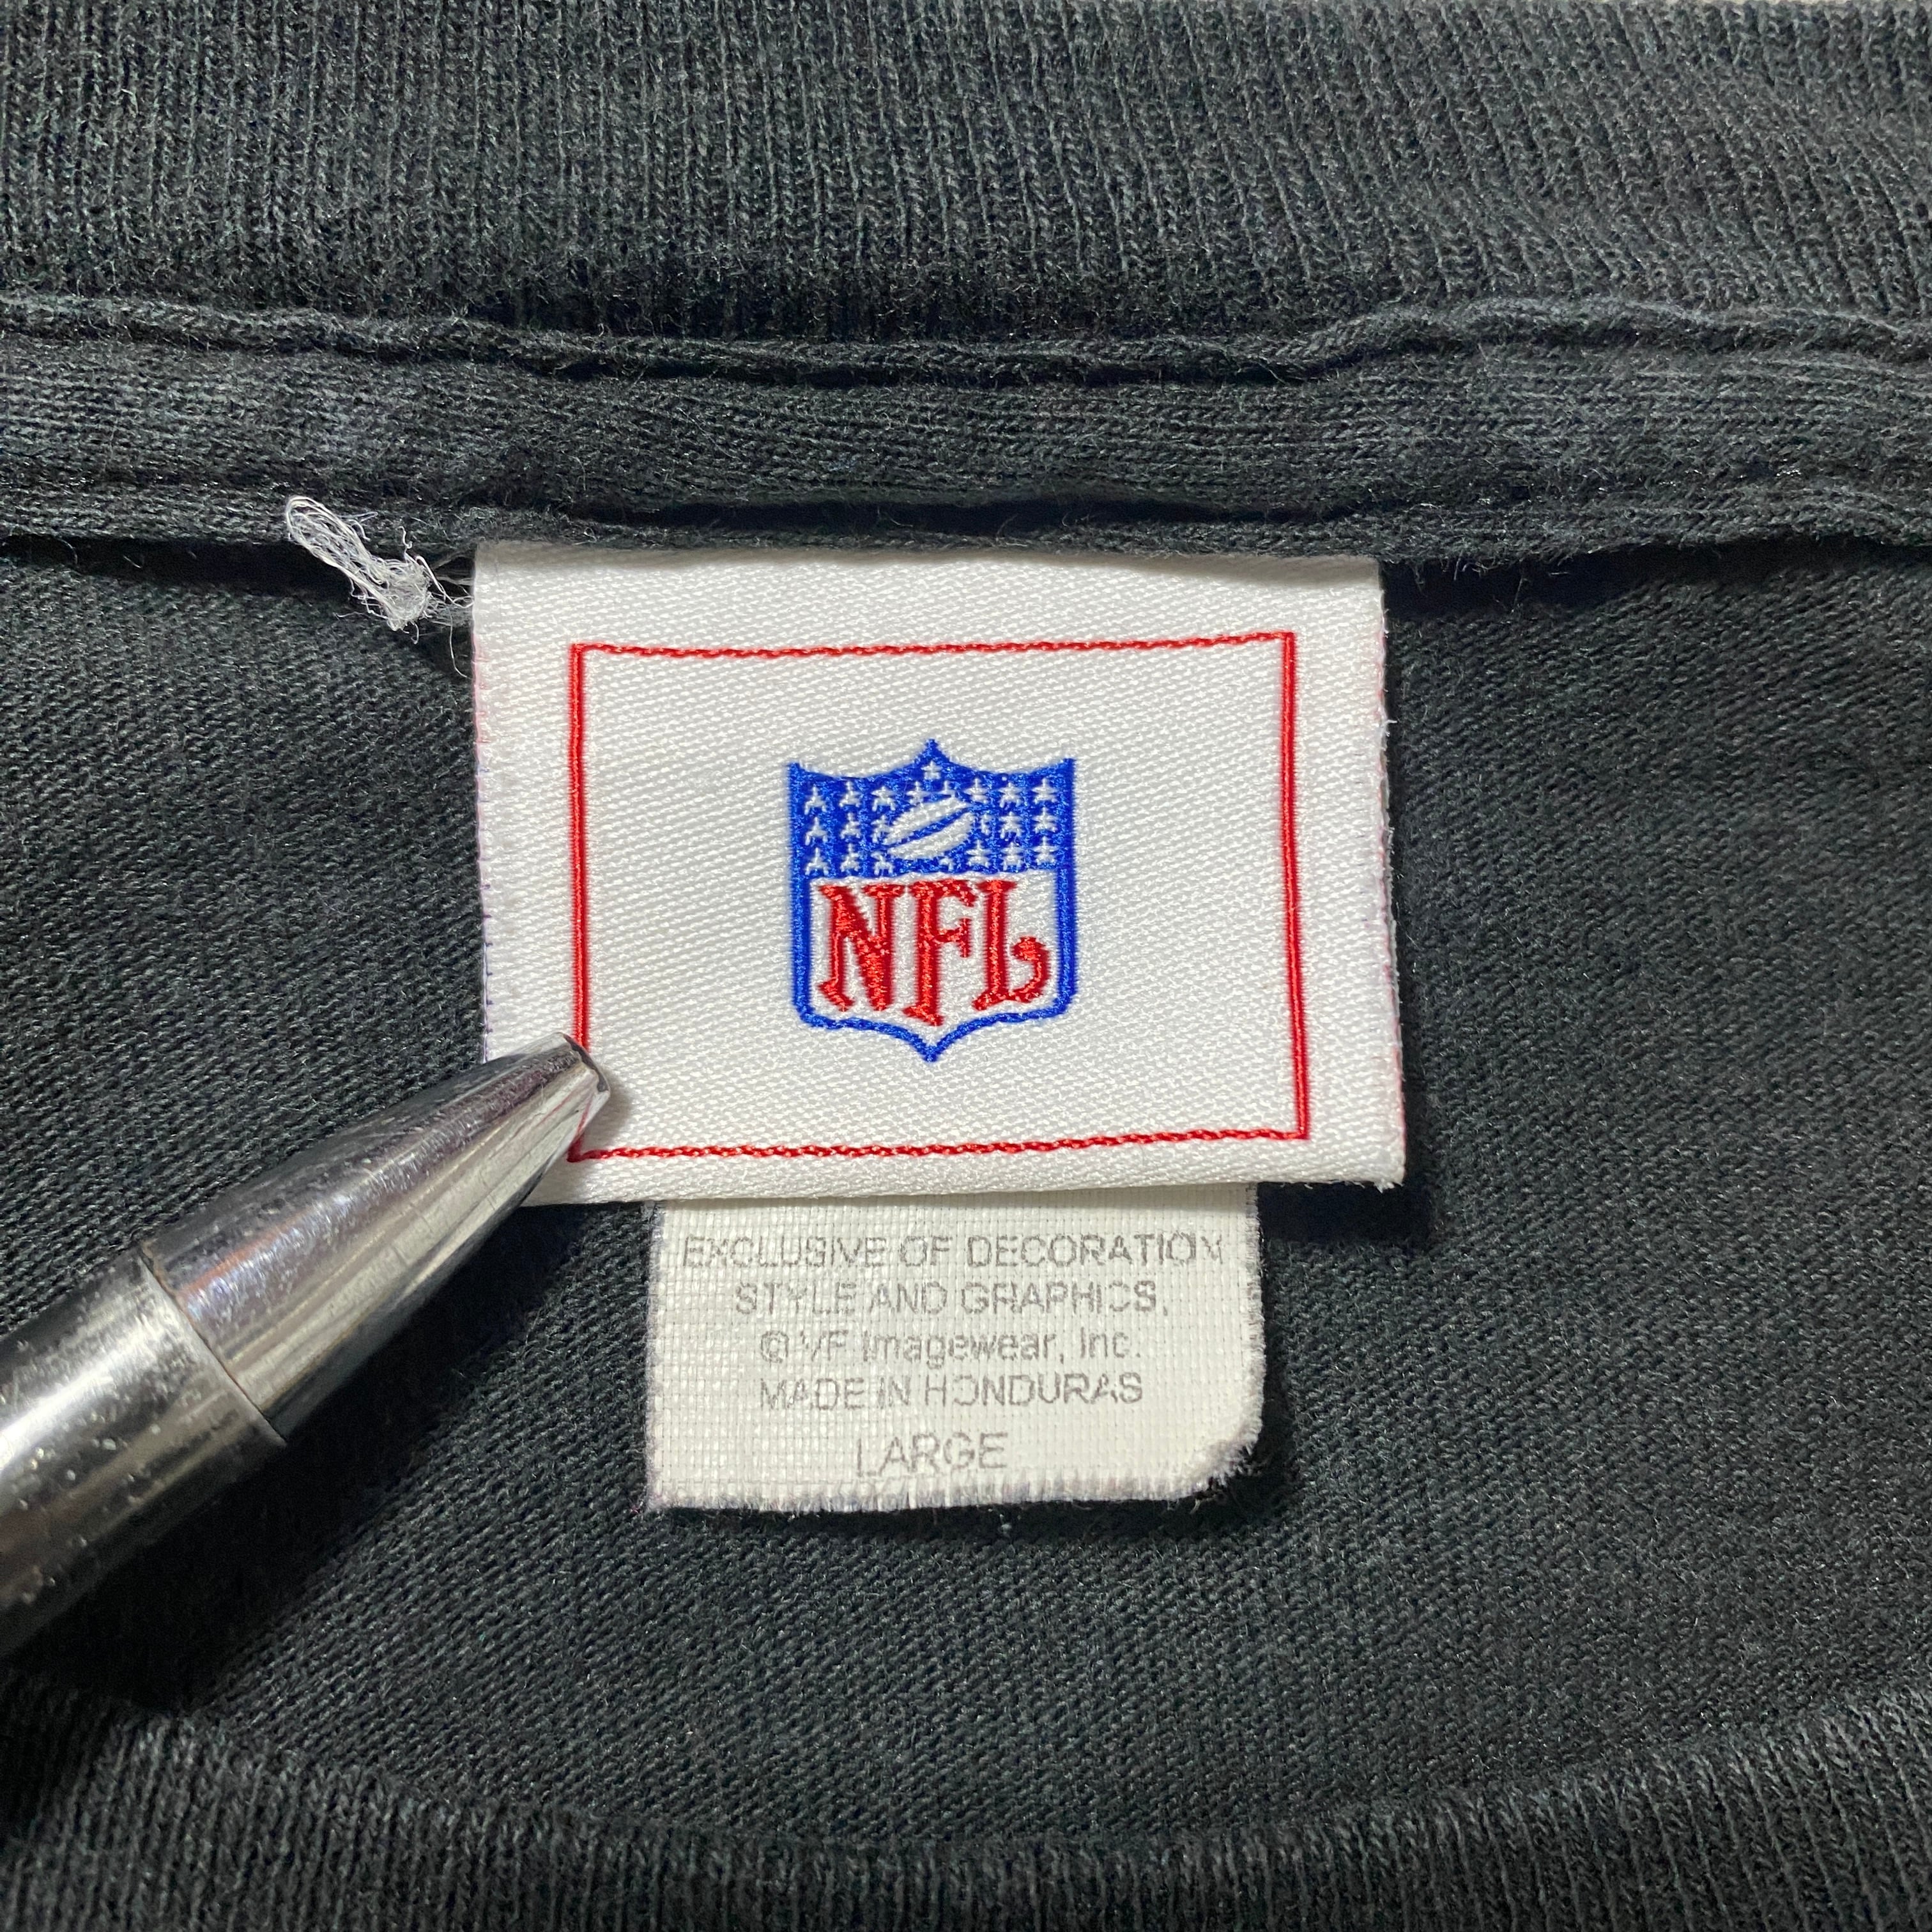 NFL
EXCLUSIVE OF DECORATION
STYLE AND GRAPHICS,
© VF Imagewear, Inc.
MADE IN HONDURAS
LARGE